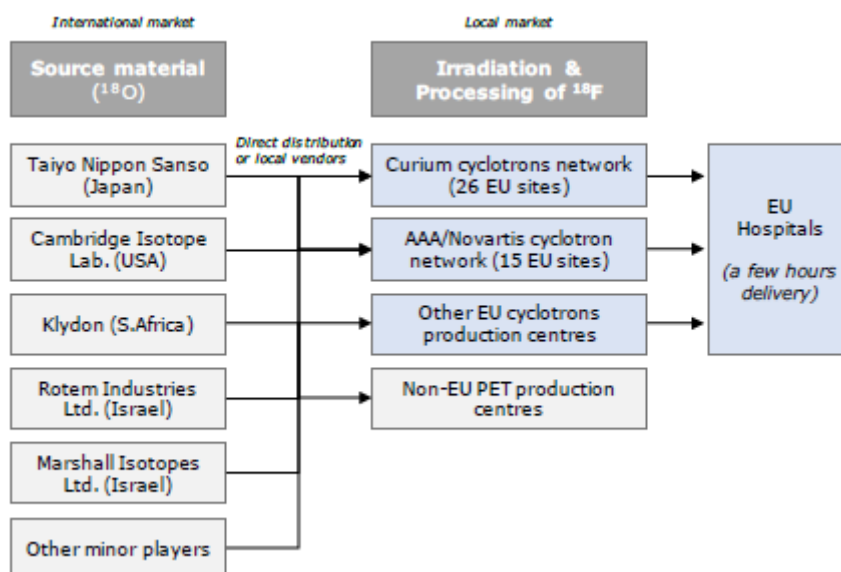 International market
Local market
Source material
(¹⁸O)
Irradiation &
Processing of ¹⁸F
Direct distribution
or local vendors
Taiyo Nippon Sanso
(Japan)
Curium cyclotrons network
(26 EU sites)
Cambridge Isotope
Lab. (USA)
AAA/Novartis cyclotron
network (15 EU sites)
Klydon (S.Africa)
Other EU cyclotrons
production centres
Rotem Industries
Ltd. (Israel)
Non-EU PET production
centres
Marshall Isotopes
Ltd. (Israel)
Other minor players
EU
Hospitals
(a few hours
delivery)